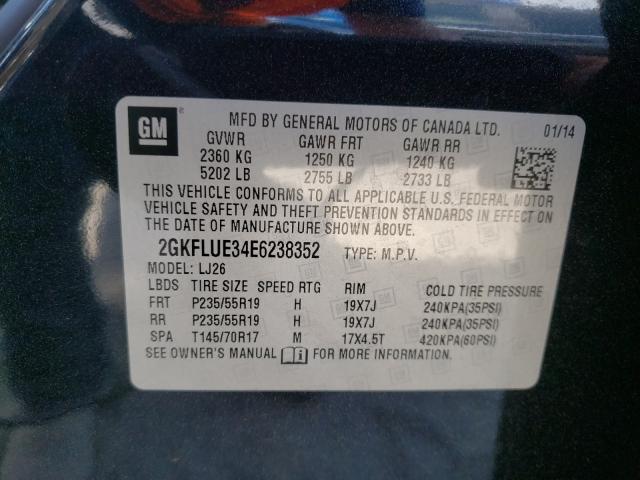 GM
MFD BY GENERAL MOTORS OF CANADA LTD. 01/14
GVWR GAWR FRT GAWR RR
2360 KG 1250 KG 1240 KG
5202 LB 2755 LB 2733 LB
THIS VEHICLE CONFORMS TO ALL APPLICABLE U.S. FEDERAL MOTOR
VEHICLE SAFETY AND THEFT PREVENTION STANDARDS IN EFFECT ON
THE DATE OF MANUFACTURE SHOWN ABOVE.
2GKFLUE34E6238352 TYPE: M.P.V.
MODEL: LJ26
LBDS TIRE SIZE SPEED RTG RIM COLD TIRE PRESSURE
FRT P235/55R19 H 19X7J 240KPA(35PSI)
RR P235/55R19 H 19X7J 240KPA(35PSI)
SPA T145/70R17 M 17X4.5T 420KPA(60PSI)
SEE OWNER'S MANUAL i FOR MORE INFORMATION.